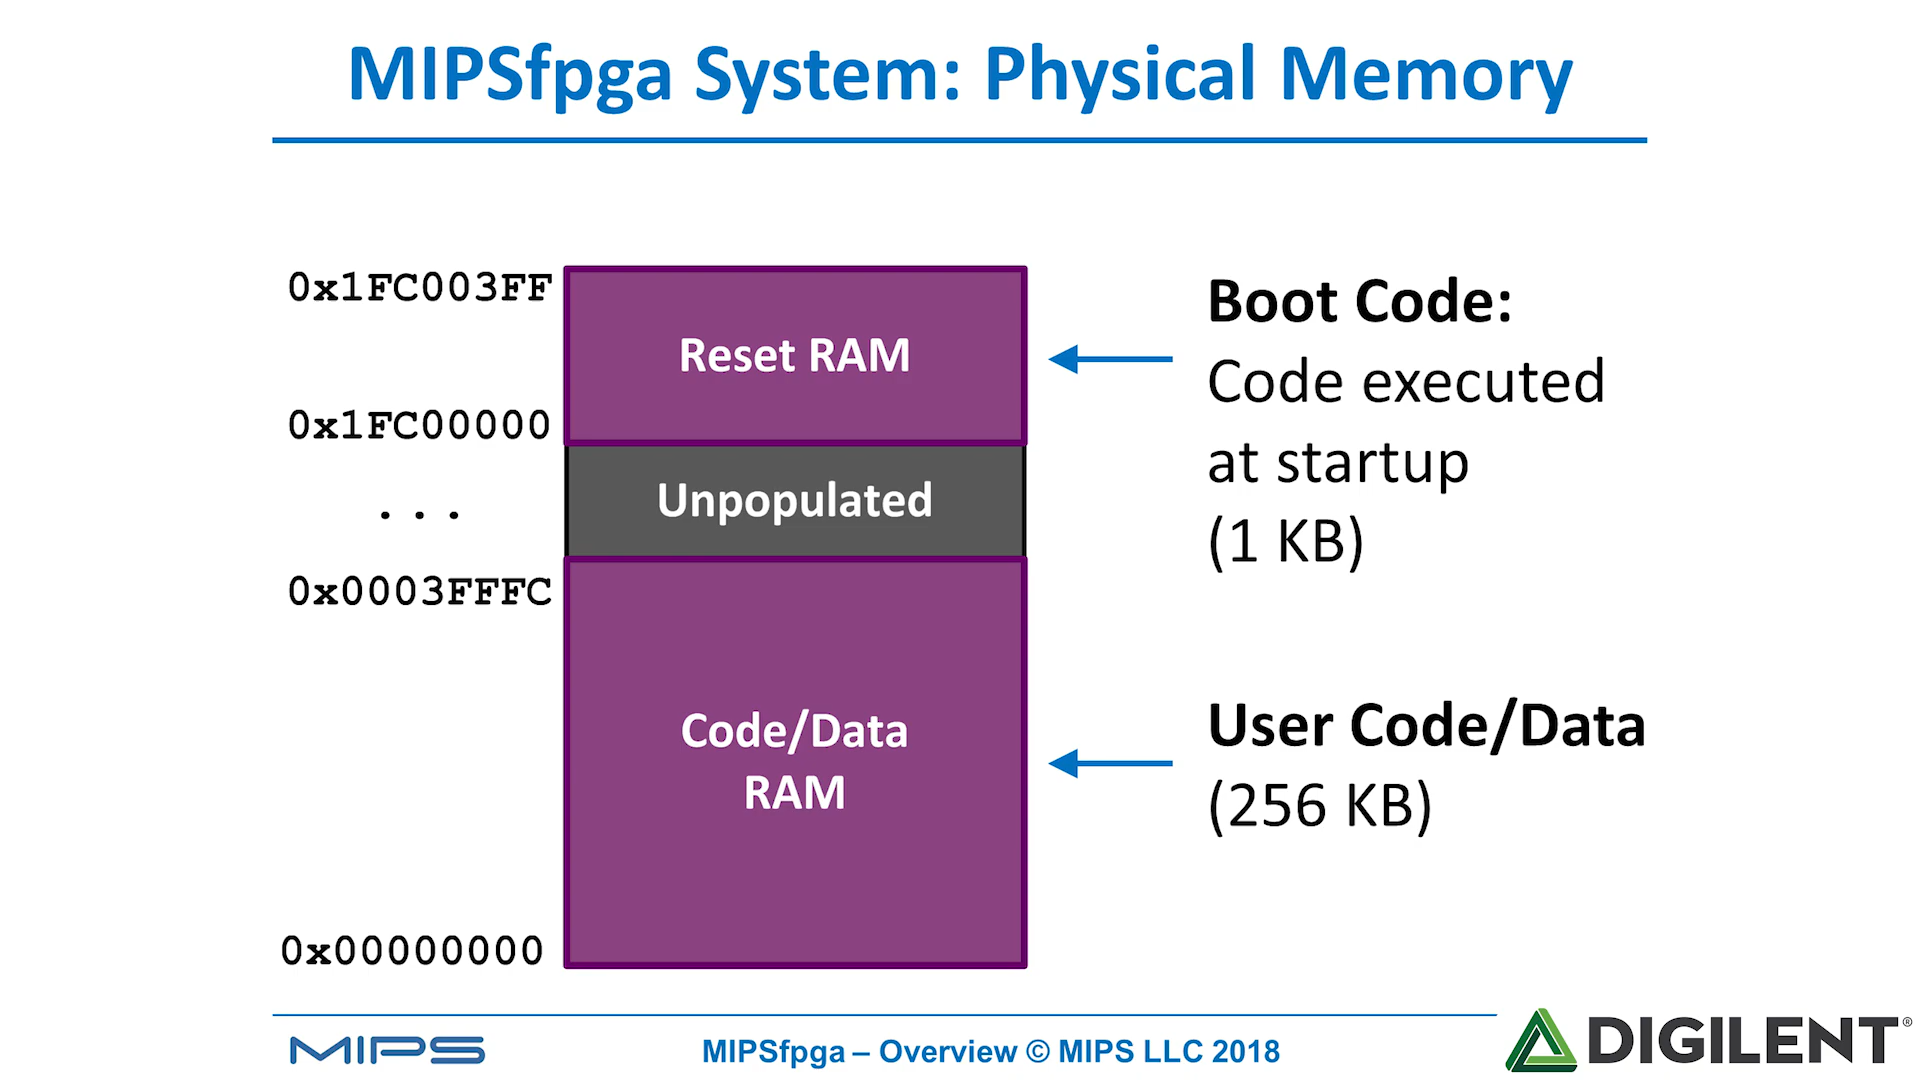 MIPSfpga System: Physical Memory
0x1FC003FF
Reset RAM
0x1FC00000
Boot Code:
Code executed
at startup
(1 KB)
...
Unpopulated
0x0003FFFC
Code/Data
RAM
User Code/Data
(256 KB)
0x00000000
MIPS
MIPSfpga – Overview © MIPS LLC 2018
DIGILENT®